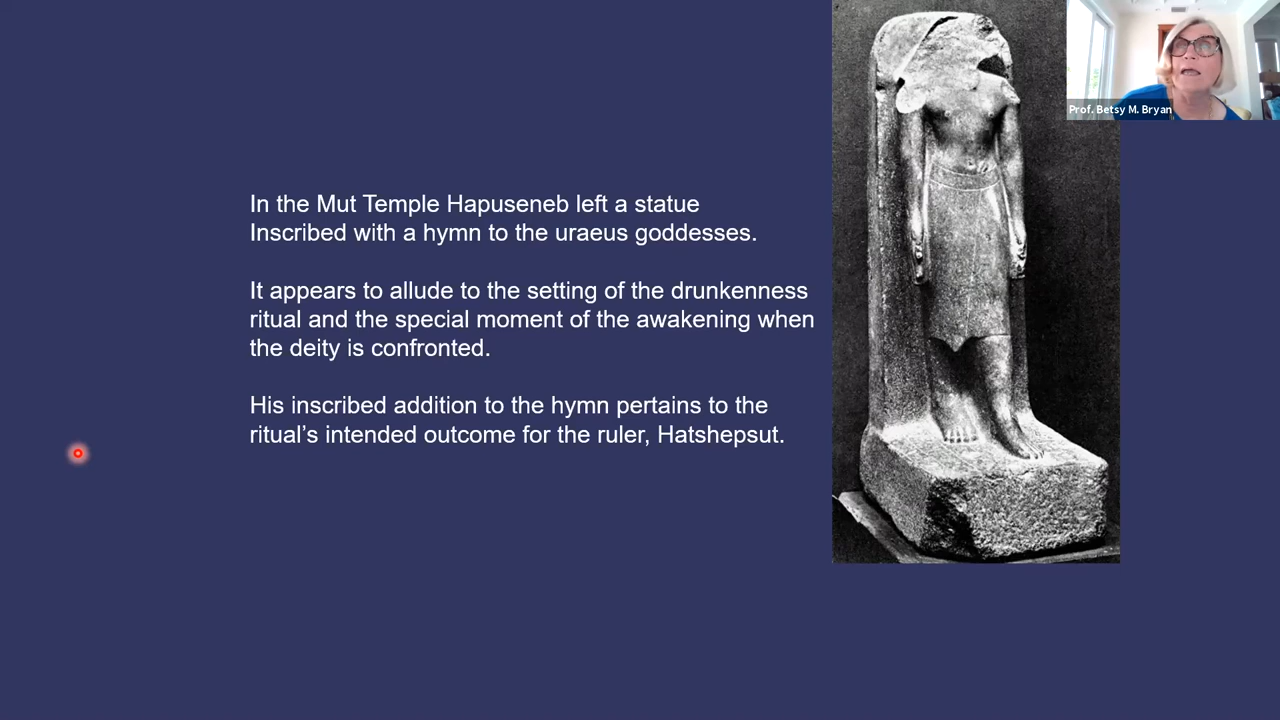 Prof. Betsy M. Bryan
In the Mut Temple Hapuseneb left a statue
Inscribed with a hymn to the uraeus goddesses.
It appears to allude to the setting of the drunkenness
ritual and the special moment of the awakening when
the deity is confronted.
His inscribed addition to the hymn pertains to the
ritual’s intended outcome for the ruler, Hatshepsut.